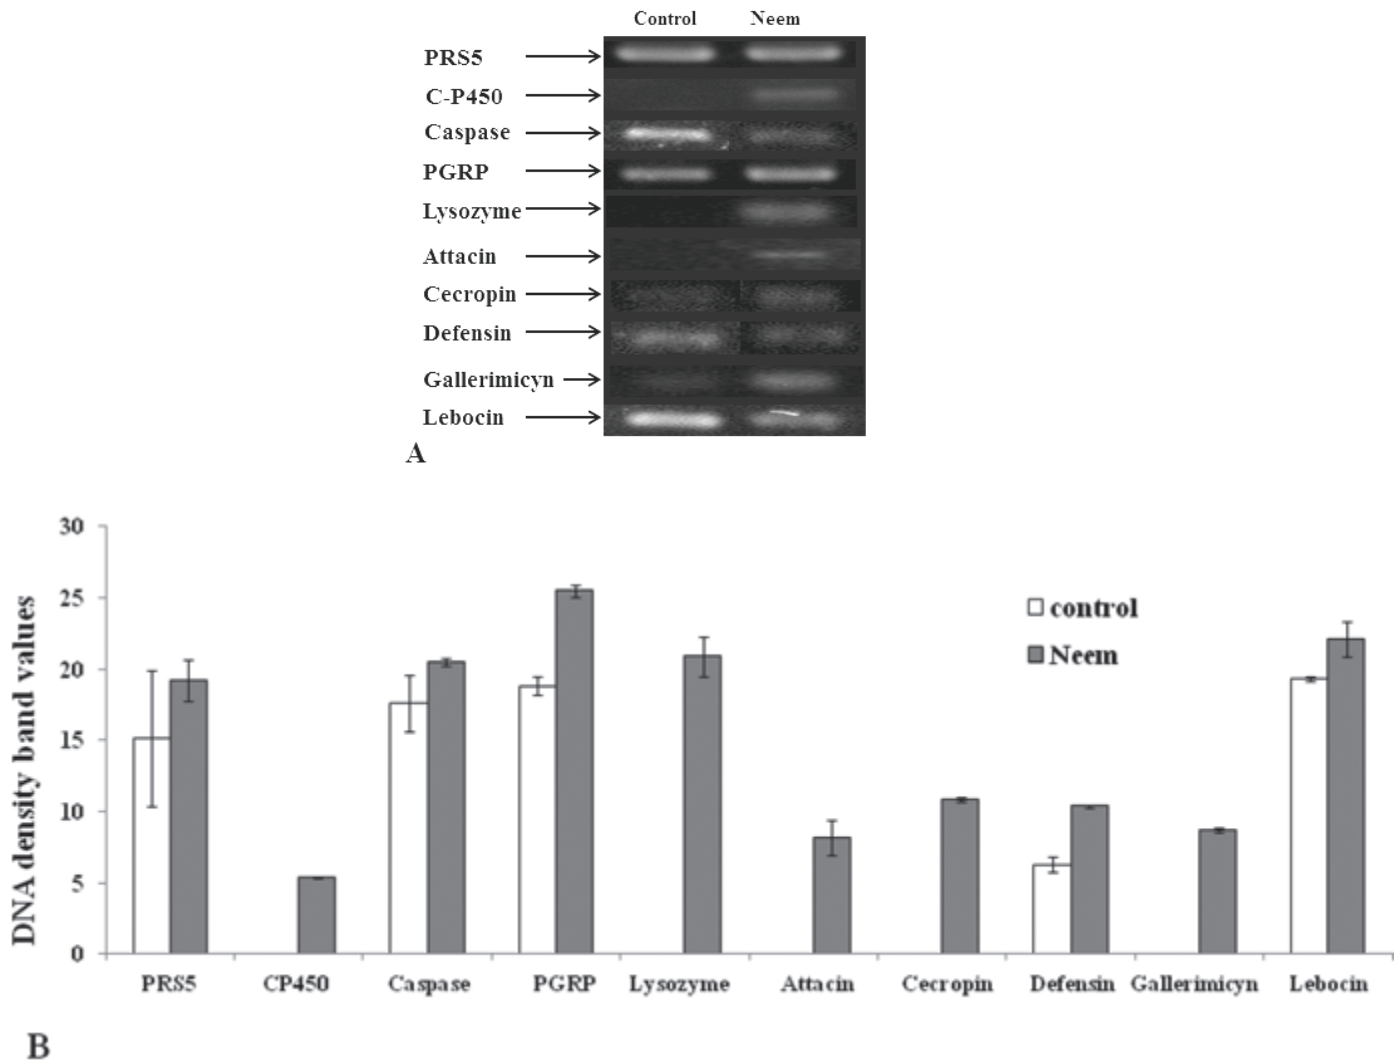 Control Neem
PRS5
C-P450
Caspase
PGRP
Lysozyme
Attacin
Cecropin
Defensin
Gallerimicyn
Lebocin
A
30
25
20
15
10
5
0
DNA density band values
control
Neem
PRS5 CP450 Caspase PGRP Lysozyme Attacin Cecropin Defensin Gallerimicyn Lebocin
B